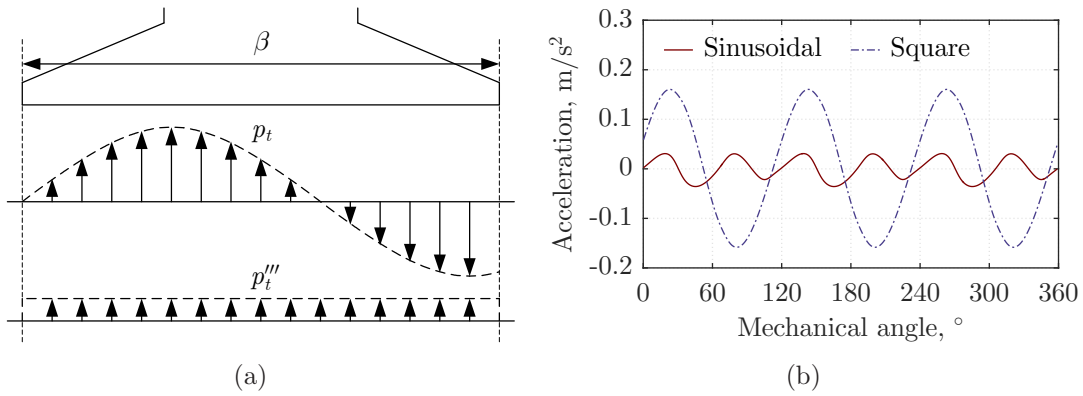 β
p_t
p_t'''
(a)
Acceleration, m/s²
0.3
0.2
0.1
0
-0.1
-0.2
Sinusoidal
Square
0 60 120 180 240 300 360
Mechanical angle, °
(b)